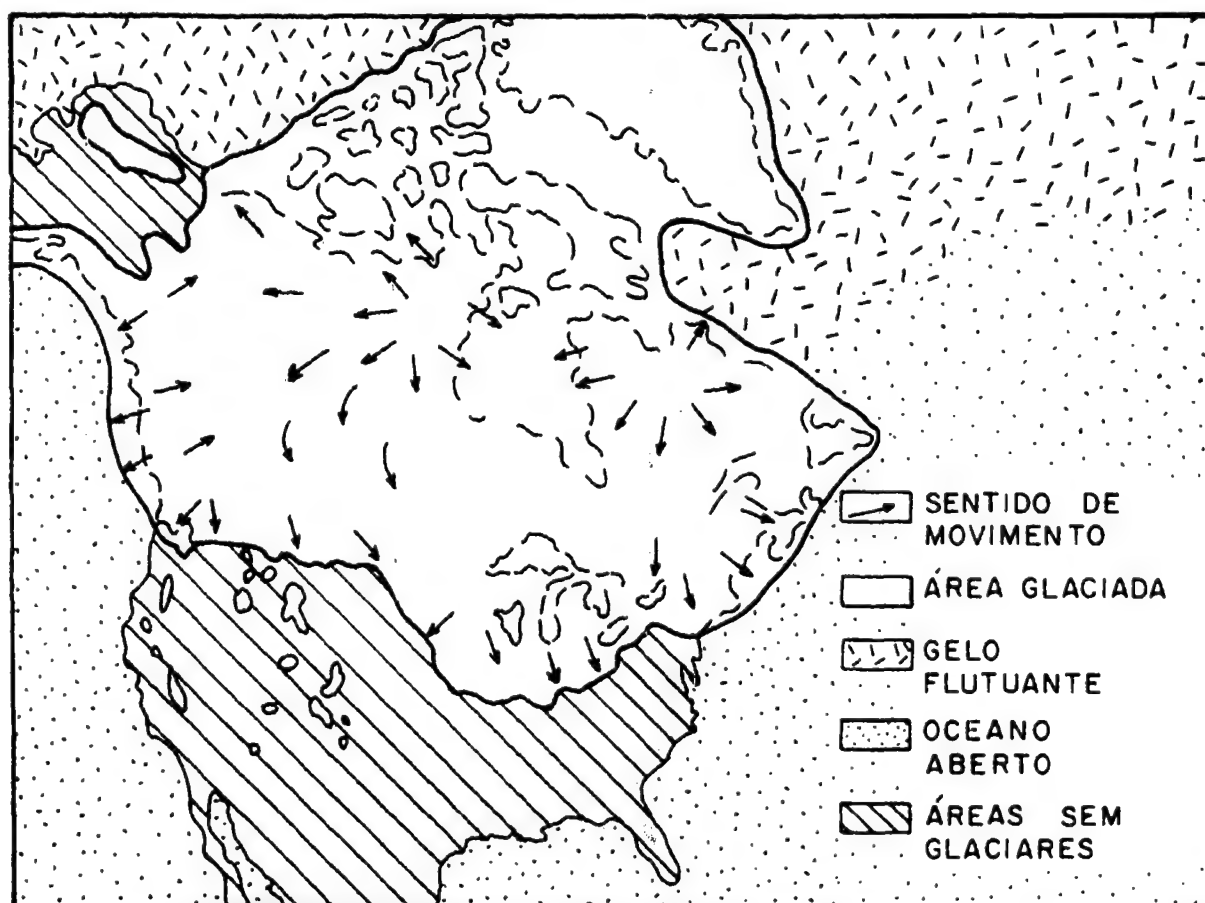 SENTIDO DE
MOVIMENTO
ÁREA GLACIADA
GELO
FLUTUANTE
OCEANO
ABERTO
ÁREAS SEM
GLACIARES